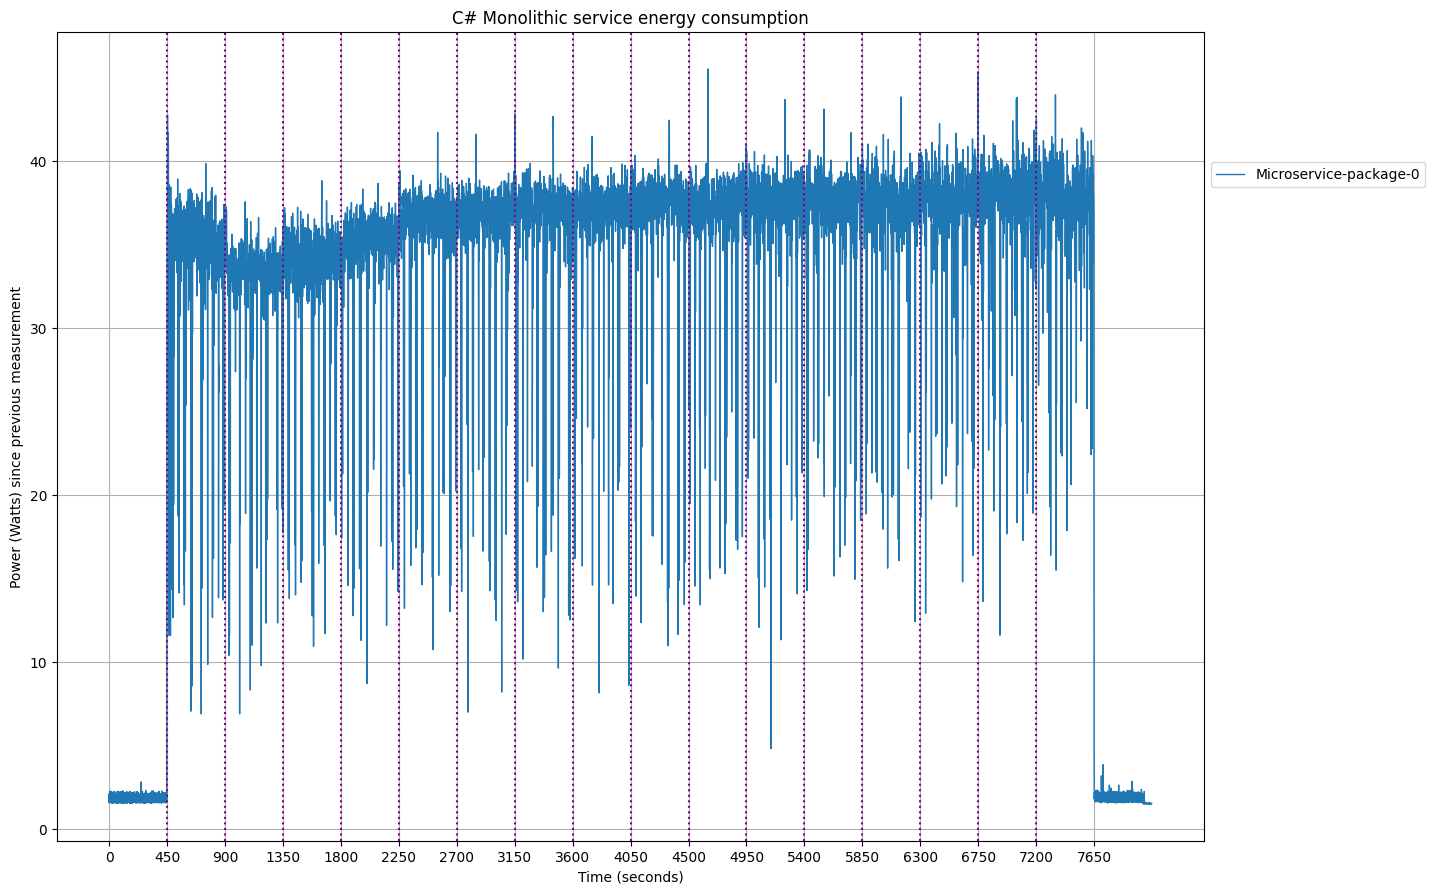 C# Monolithic service energy consumption
Power (Watts) since previous measurement
40
30
20
10
0
Microservice-package-0
0 450 900 1350 1800 2250 2700 3150 3600 4050 4500 4950 5400 5850 6300 6750 7200 7650
Time (seconds)